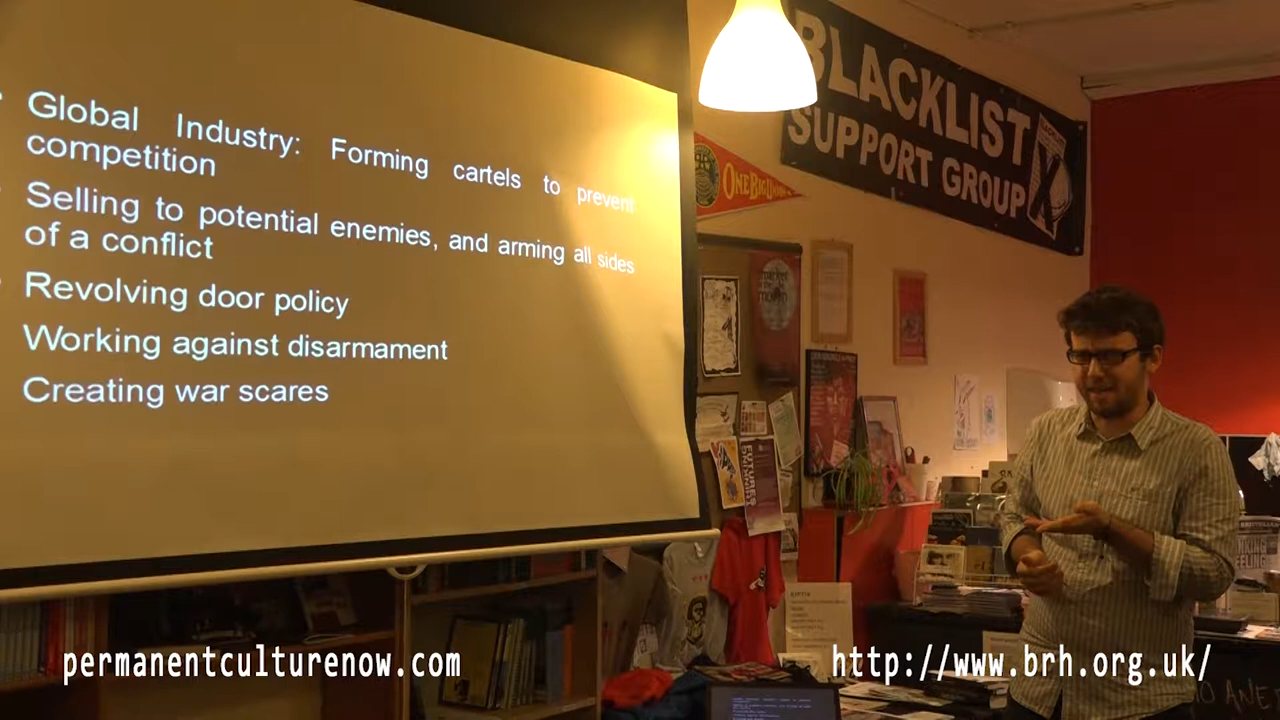 Global Industry: Forming cartels to prevent
competition
Selling to potential enemies, and arming all sides
of a conflict
Revolving door policy
Working against disarmament
Creating war scares
BLACKLIST
SUPPORT GROUP
ONE BIG UNION
permanentculturenow.com
http://www.brh.org.uk/